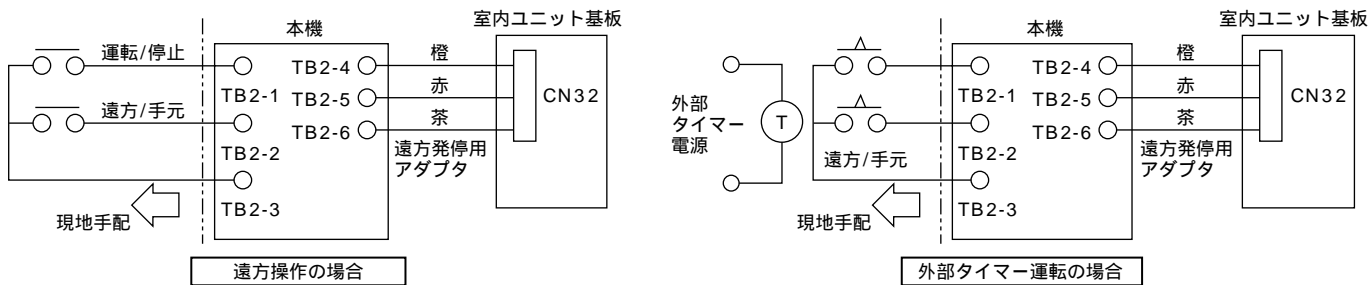 本機
室内ユニット基板
運転/停止
TB2-4
橙
TB2-1
TB2-5
赤
CN32
遠方/手元
TB2-6
茶
TB2-2
遠方発停用
アダプタ
TB2-3
現地手配
遠方操作の場合
本機
室内ユニット基板
TB2-4
橙
外部
タイマー
電源
T
TB2-1
TB2-5
赤
CN32
TB2-6
茶
遠方/手元
TB2-2
遠方発停用
アダプタ
TB2-3
現地手配
外部タイマー運転の場合